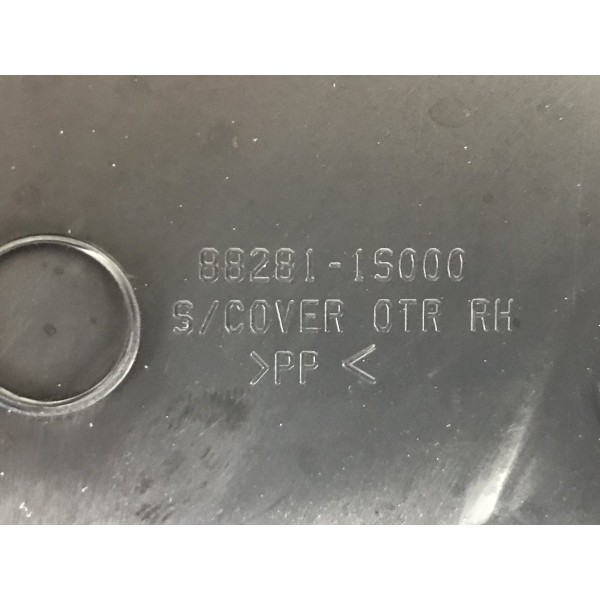 88281-1S000
S/COVER OTR RH
>PP<